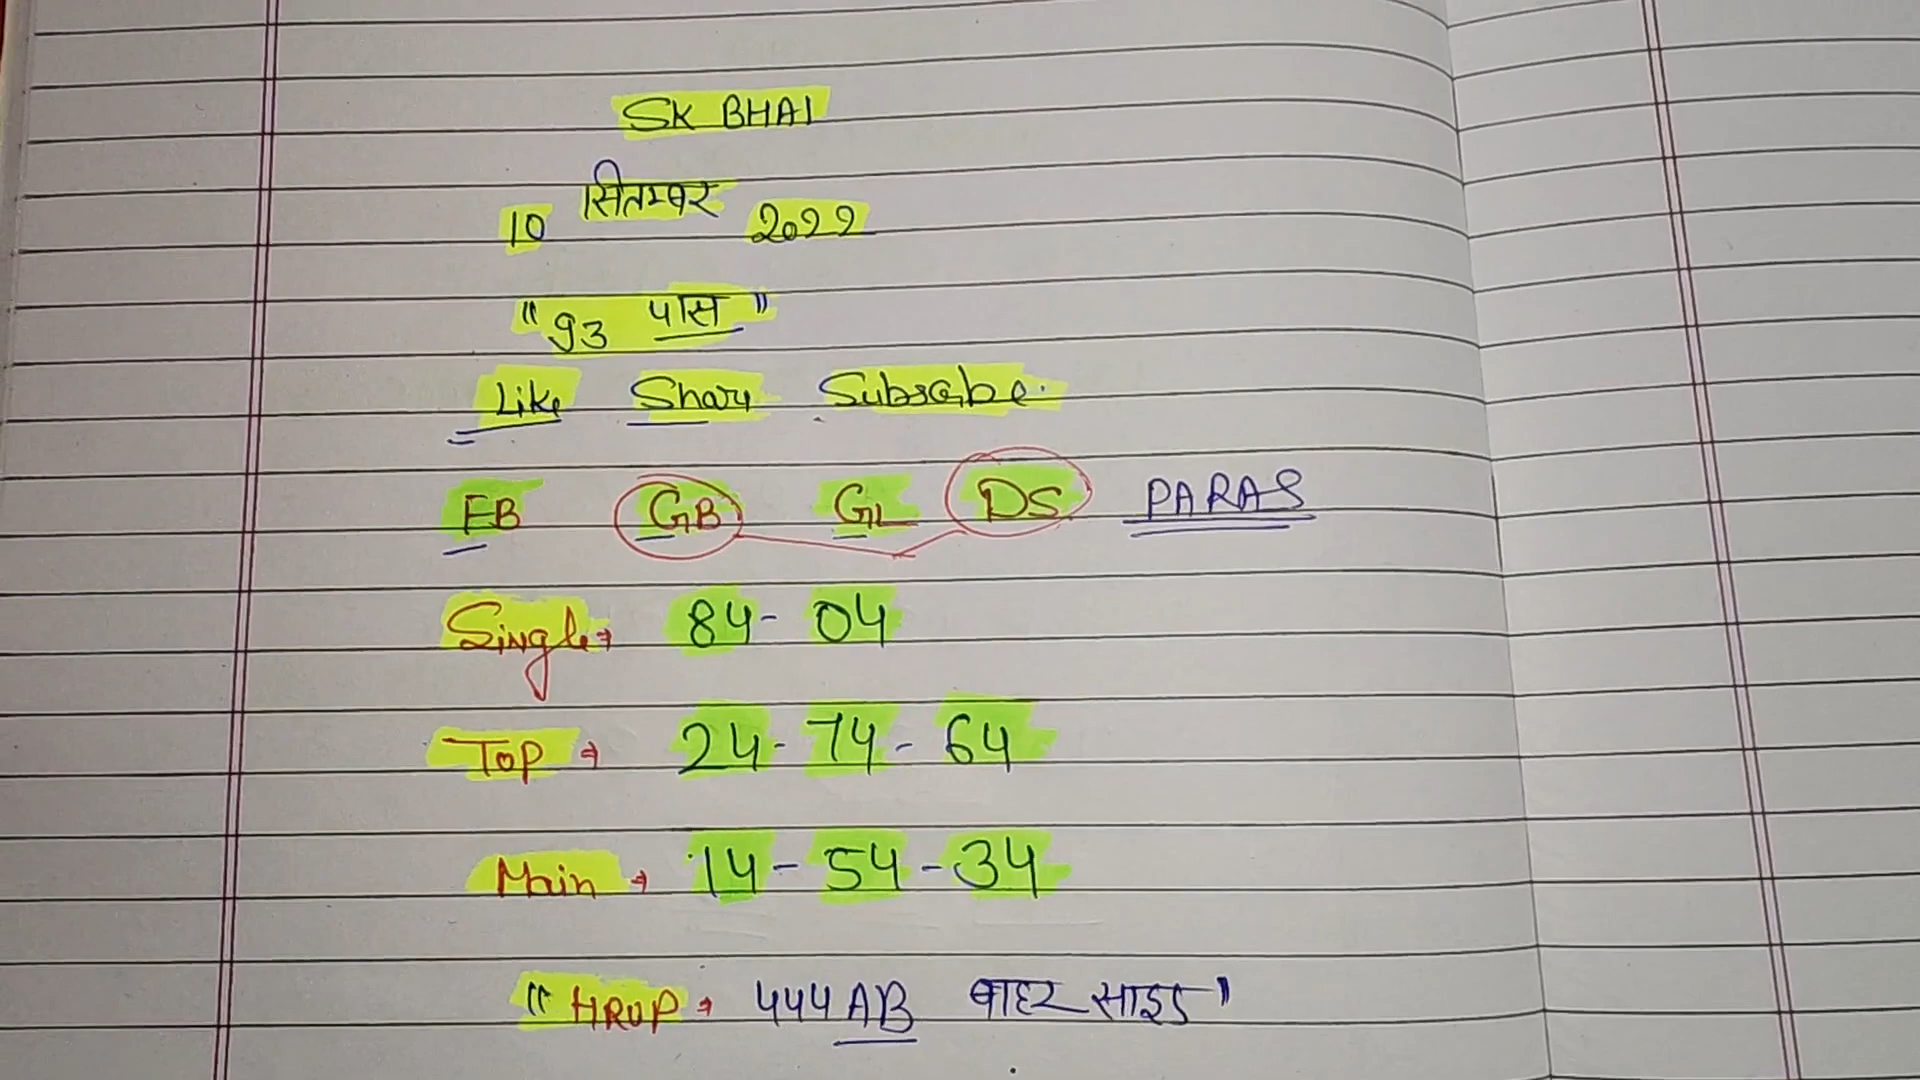 SK BHAI
10 सितम्बर 2022
"93 पास"
Like Share Subscribe.
FB GB GL DS PARAS
Single → 84 - 04
Top → 24 - 74 - 64
Main → 14 - 54 - 34
"HRUP → 444 AB बाहर साइड"